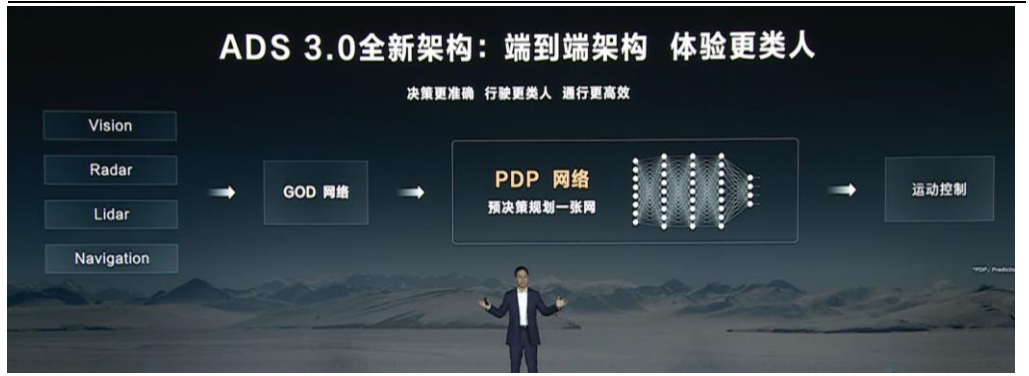 ADS 3.0全新架构：端到端架构 体验更类人
决策更准确 行驶更类人 通行更高效
Vision
Radar
Lidar
Navigation
GOD 网络
PDP 网络
预决策规划一张网
运动控制
*PDP: Predictio